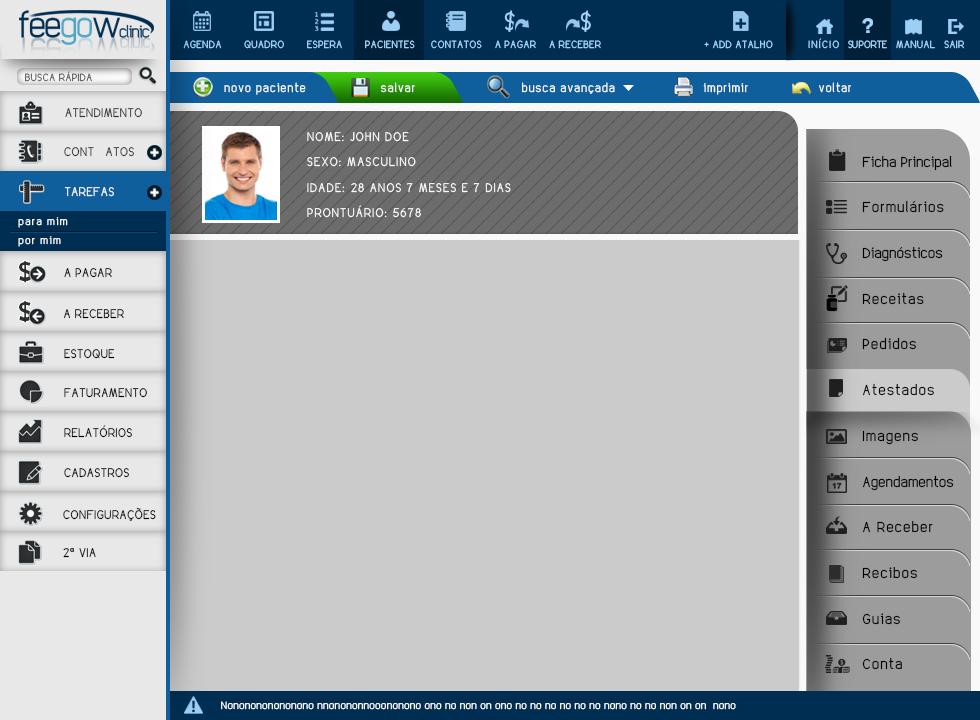 feegoWclinic
AGENDA
QUADRO
ESPERA
PACIENTES
CONTATOS
A PAGAR
A RECEBER
+ ADD ATALHO
INÍCIO
SUPORTE
MANUAL
SAIR
BUSCA RÁPIDA
novo paciente
salvar
busca avançada
imprimir
voltar
ATENDIMENTO
CONT ATOS
TAREFAS
para mim
por mim
A PAGAR
A RECEBER
ESTOQUE
FATURAMENTO
RELATÓRIOS
CADASTROS
CONFIGURAÇÕES
2ª VIA
NOME: JOHN DOE
SEXO: MASCULINO
IDADE: 28 ANOS 7 MESES E 7 DIAS
PRONTUÁRIO: 5678
Ficha Principal
Formulários
Diagnósticos
Receitas
Pedidos
Atestados
Imagens
17
Agendamentos
A Receber
Recibos
Guias
Conta
Nononononononono nnonononnooononono ono no non on ono no no no no no no nono no no non on on nono